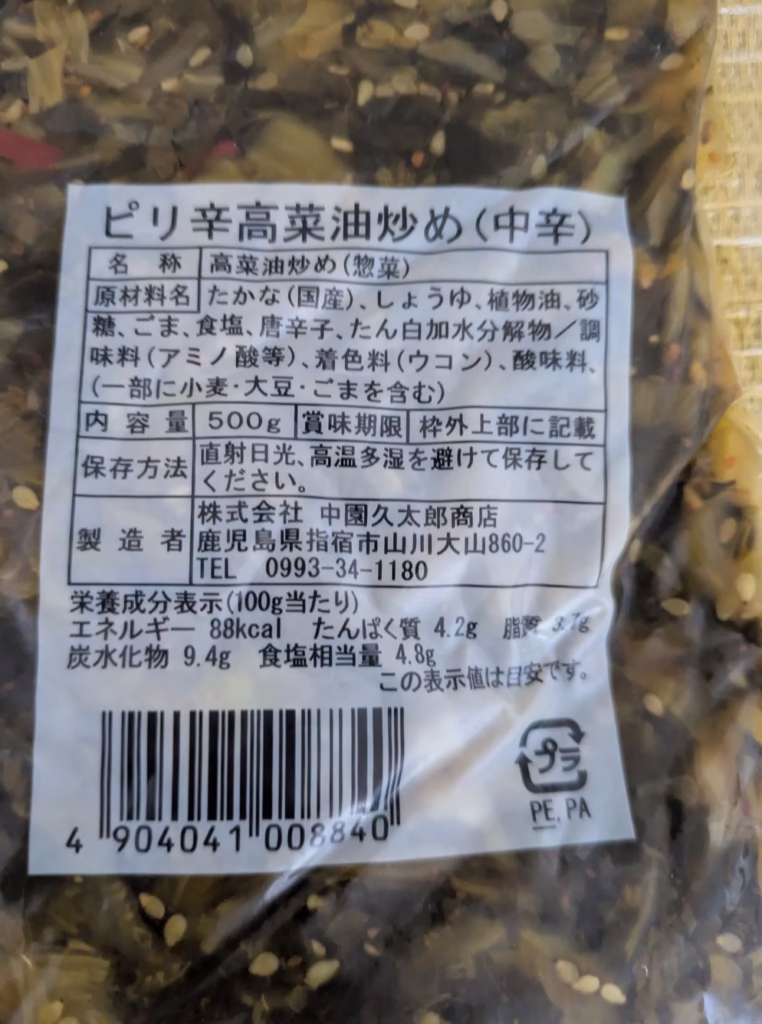 ピリ辛高菜油炒め(中辛)
名称 高菜油炒め(惣菜)
原材料名 たかな(国産)、しょうゆ、植物油、砂
糖、ごま、食塩、唐辛子、たん白加水分解物/調
味料(アミノ酸等)、着色料(ウコン)、酸味料、
(一部に小麦・大豆・ごまを含む)
内容量 500g 賞味期限 枠外上部に記載
保存方法 直射日光、高温多湿を避けて保存して
ください。
製造者 株式会社 中園久太郎商店
鹿児島県指宿市山川大山860-2
TEL 0993-34-1180
栄養成分表示(100g当たり)
エネルギー 88kcal たんぱく質 4.2g 脂質 3.7g
炭水化物 9.4g 食塩相当量 4.8g
この表示値は目安です。
プラ
PE,PA
4 904041 008840